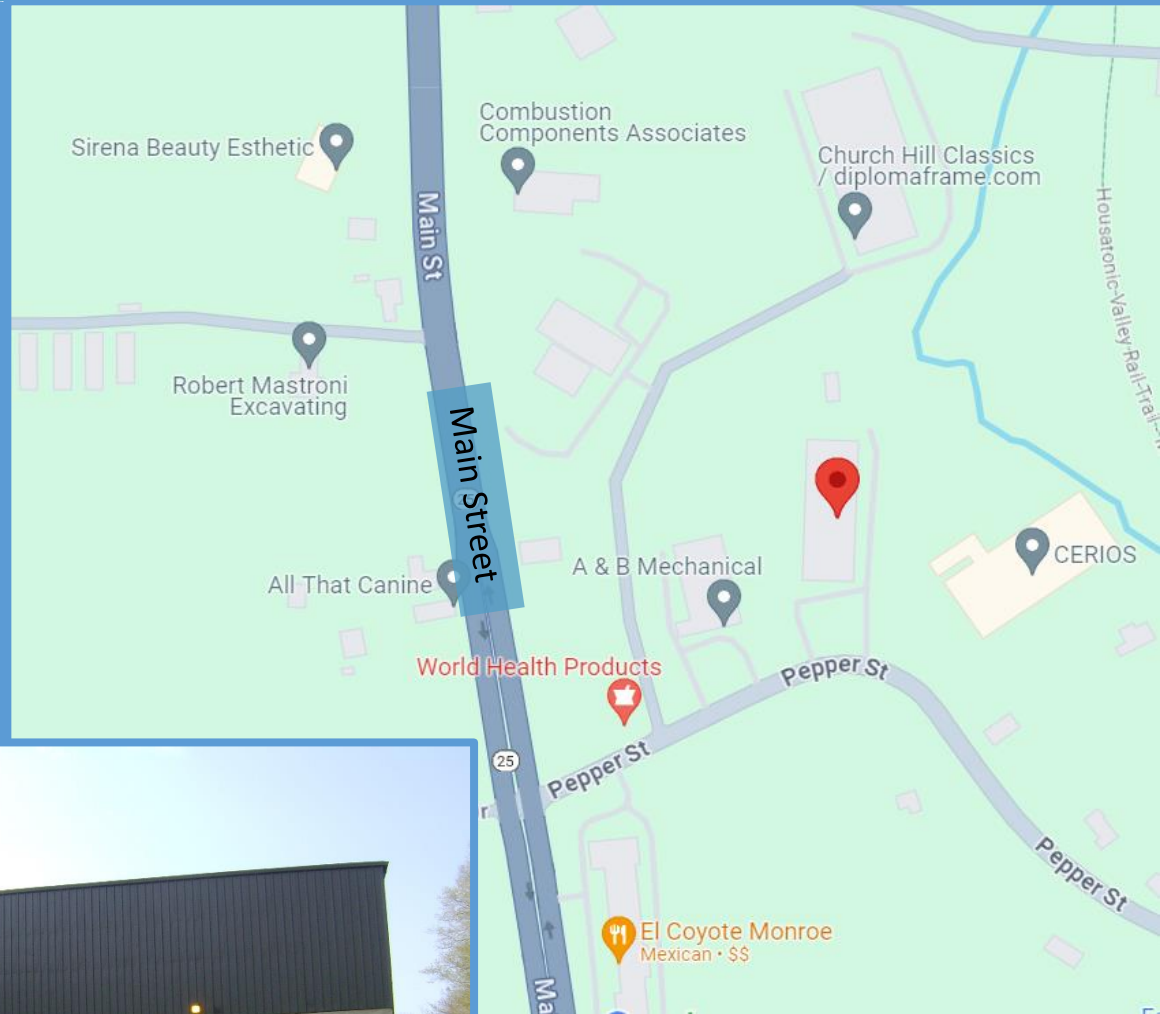 Combustion
Components Associates
Sirena Beauty Esthetic
Church Hill Classics
/ diplomaframe.com
Main St
Housatonic-Valley-Rail-Trail
Robert Mastroni
Excavating
Main Street
All That Canine
A & B Mechanical
CERIOS
World Health Products
Pepper St
25
Pepper St
Pepper St
El Coyote Monroe
Mexican • $$